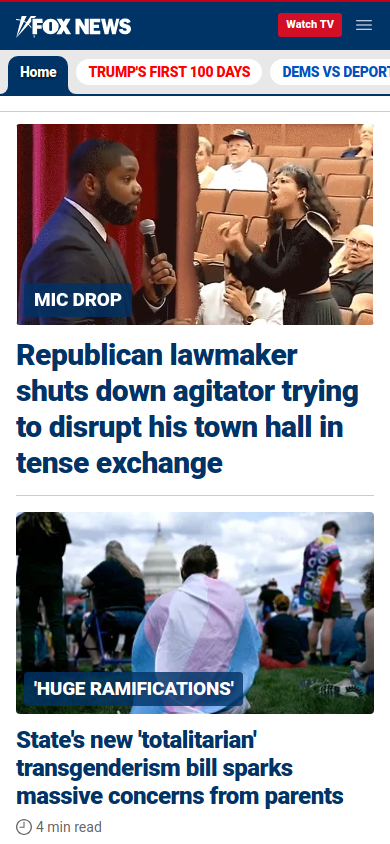 FOX NEWS
Watch TV
Home
TRUMP'S FIRST 100 DAYS
DEMS VS DEPORT
MIC DROP
Republican lawmaker
shuts down agitator trying
to disrupt his town hall in
tense exchange
'HUGE RAMIFICATIONS'
State's new 'totalitarian'
transgenderism bill sparks
massive concerns from parents
4 min read